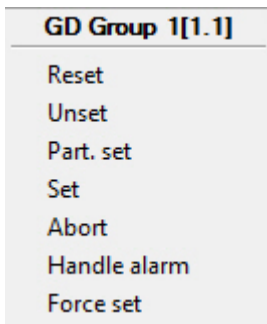 GD Group 1[1.1]
Reset
Unset
Part. set
Set
Abort
Handle alarm
Force set